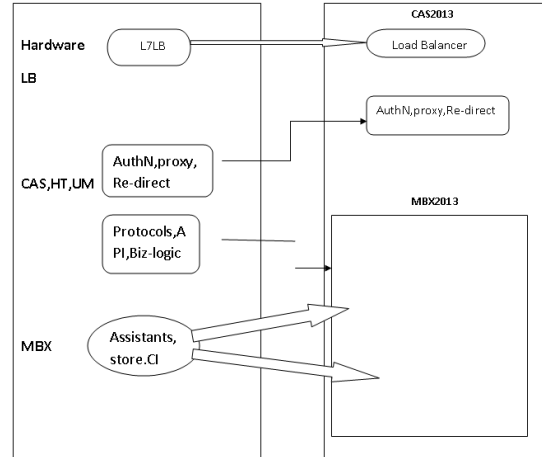 CAS2013
Hardware
LB
L7LB
Load Balancer
AuthN,proxy,Re-direct
CAS,HT,UM
AuthN,proxy,
Re-direct
MBX2013
Protocols,A
PI,Biz-logic
MBX
Assistants,
store.CI